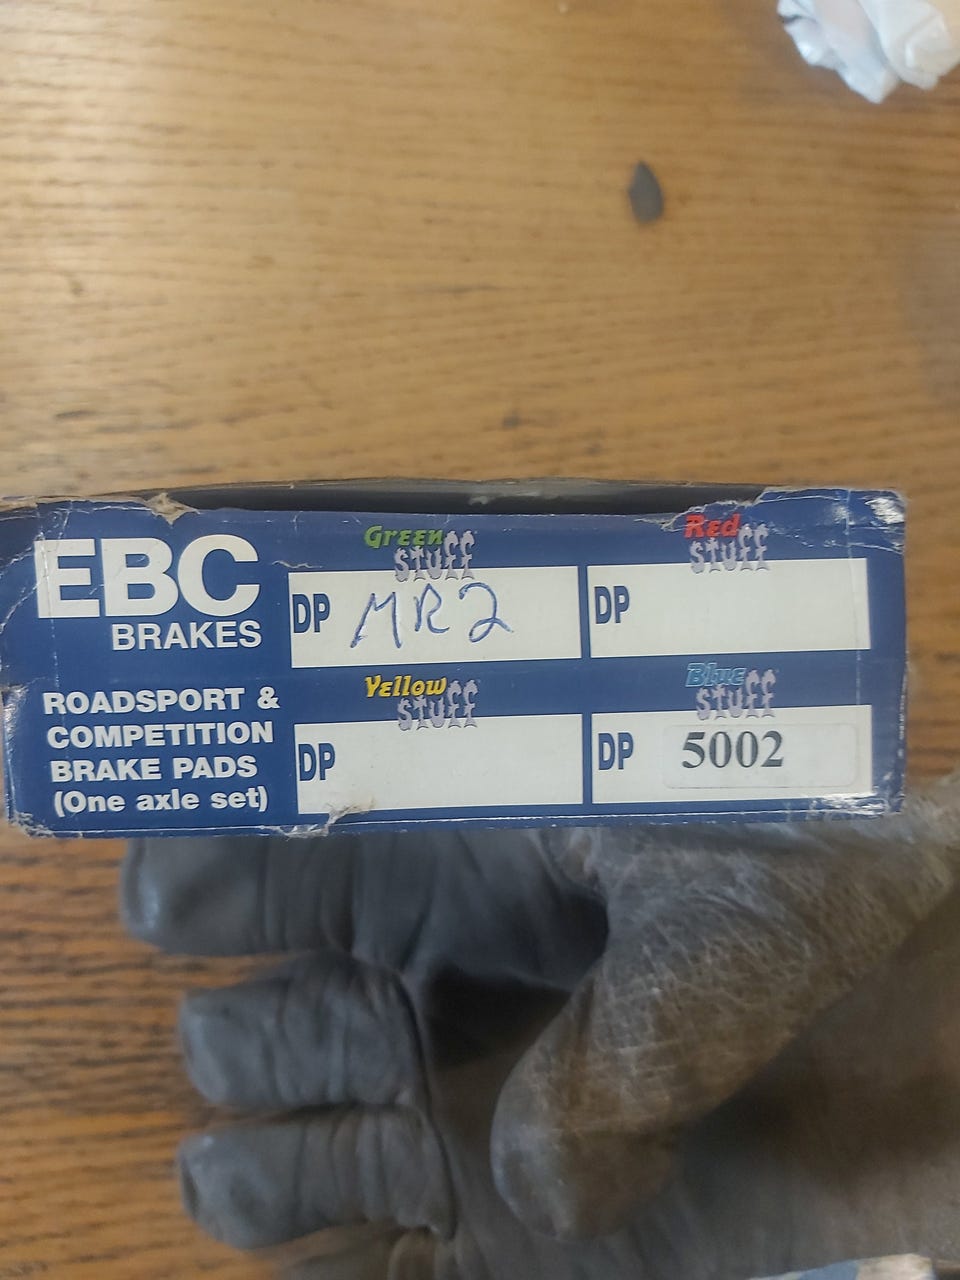 EBC
BRAKES
ROADSPORT &
COMPETITION
BRAKE PADS
(One axle set)
Green
Stuff
DP MR2
Red
Stuff
DP
Yellow
Stuff
DP
Blue
Stuff
DP 5002